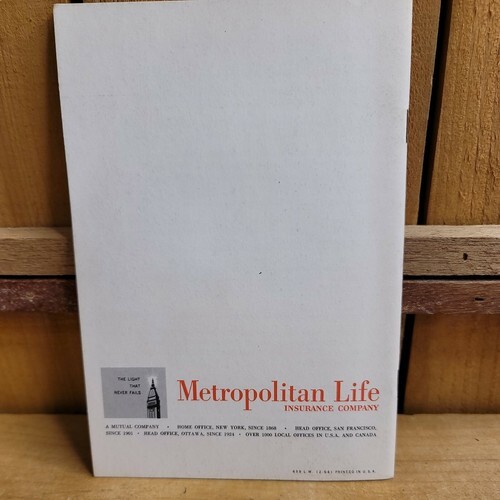 THE LIGHT
THAT
NEVER FAILS
Metropolitan Life
INSURANCE COMPANY
A MUTUAL COMPANY • HOME OFFICE, NEW YORK, SINCE 1868 • HEAD OFFICE, SAN FRANCISCO,
SINCE 1901 • HEAD OFFICE, OTTAWA, SINCE 1924 • OVER 1000 LOCAL OFFICES IN U.S.A. AND CANADA
PRINTED IN U.S.A.